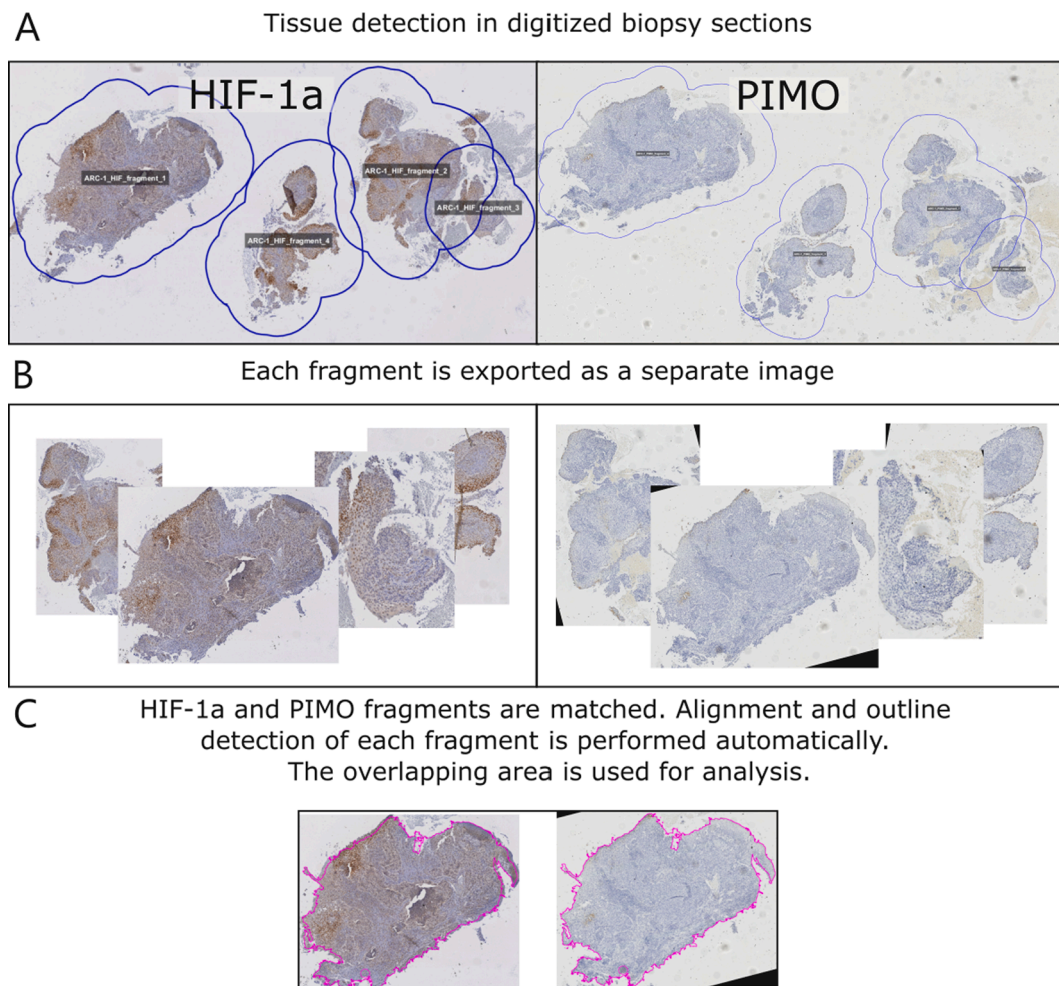 A
Tissue detection in digitized biopsy sections
HIF-1a
PIMO
ARC-1_HIF_fragment_1
ARC-1_HIF_fragment_2
ARC-1_HIF_fragment_3
ARC-1_HIF_fragment_4
B
Each fragment is exported as a separate image
C
HIF-1a and PIMO fragments are matched. Alignment and outline
detection of each fragment is performed automatically.
The overlapping area is used for analysis.